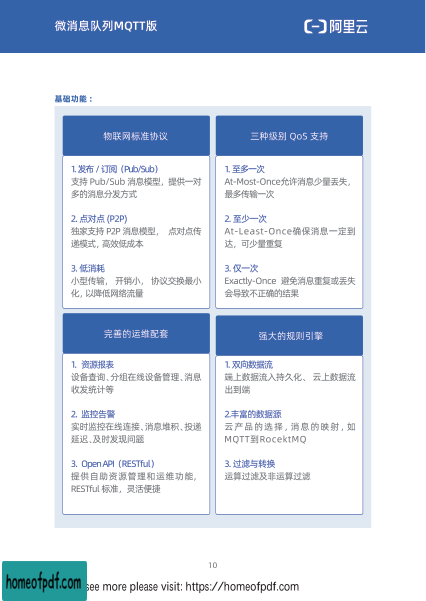 微消息队列MQTT版
阿里云
基础功能：
物联网标准协议
1. 发布 / 订阅（Pub/Sub）
支持 Pub/Sub 消息模型，提供一对
多的消息分发方式
2. 点对点 (P2P)
独家支持 P2P 消息模型， 点对点传
递模式，高效低成本
3. 低消耗
小型传输， 开销小， 协议交换最小
化，以降低网络流量
三种级别 QoS 支持
1. 至多一次
At-Most-Once允许消息少量丢失，
最多传输一次
2. 至少一次
At-Least-Once确保消息一定到
达，可少量重复
3. 仅一次
Exactly-Once 避免消息重复或丢失
会导致不正确的结果
完善的运维配套
1. 资源报表
设备查询、分组在线设备管理、消息
收发统计等
2. 监控告警
实时监控在线连接、消息堆积、投递
延迟、及时发现问题
3. Open API（RESTful）
提供自助资源管理和运维功能，
RESTful 标准，灵活便捷
强大的规则引擎
1. 双向数据流
端上数据流入持久化、 云上数据流
出到端
2.丰富的数据源
云产品的选择，消息的映射，如
MQTT到RocektMQ
3. 过滤与转换
运算过滤及非运算过滤
10
homeofpdf.com
see more please visit: https://homeofpdf.com